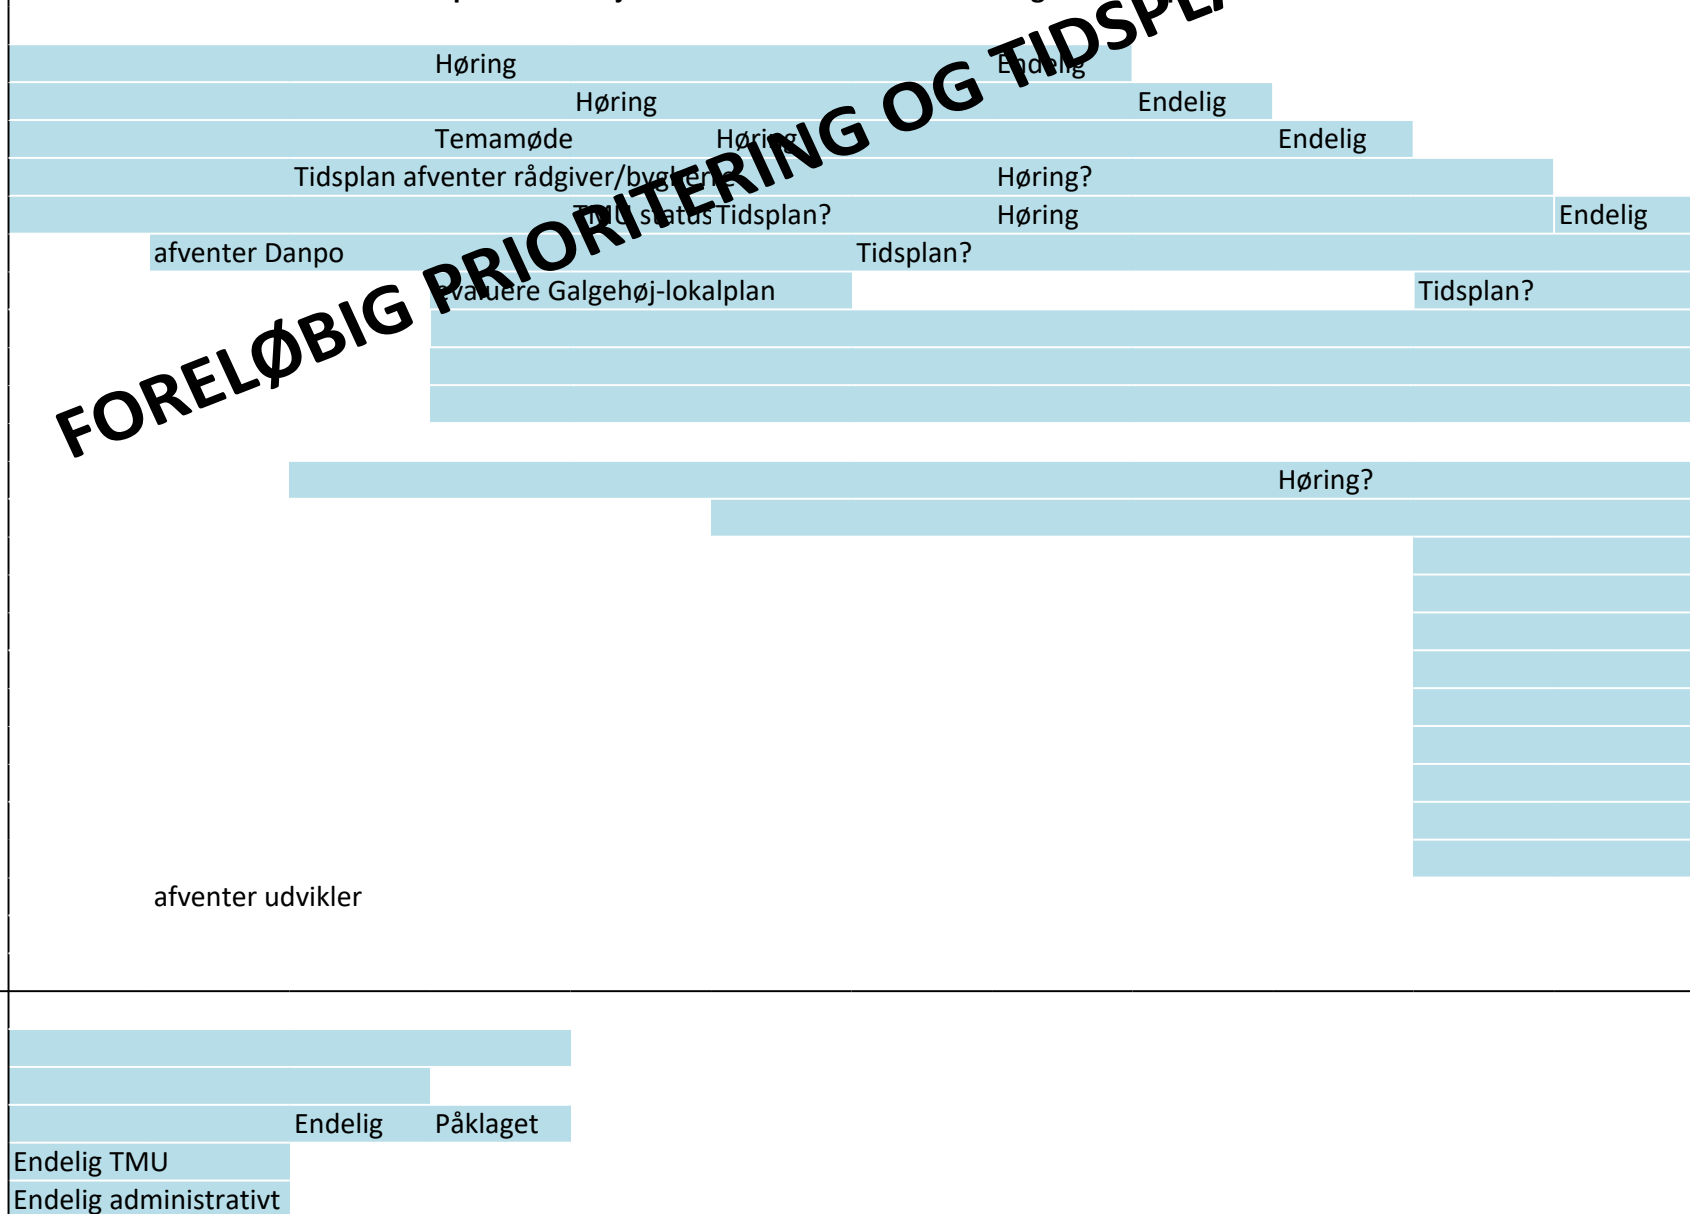 Høring Endelig
Høring Endelig
Temamøde Høring Endelig
Tidsplan afventer rådgiver/bygherre Høring?
TMU status Tidsplan? Høring Endelig
afventer Danpo Tidsplan?
evaluere Galgehøj-lokalplan Tidsplan?
FORELØBIG PRIORITERING OG TIDSPLA
Høring?
afventer udvikler
Endelig Påklaget
Endelig TMU
Endelig administrativt